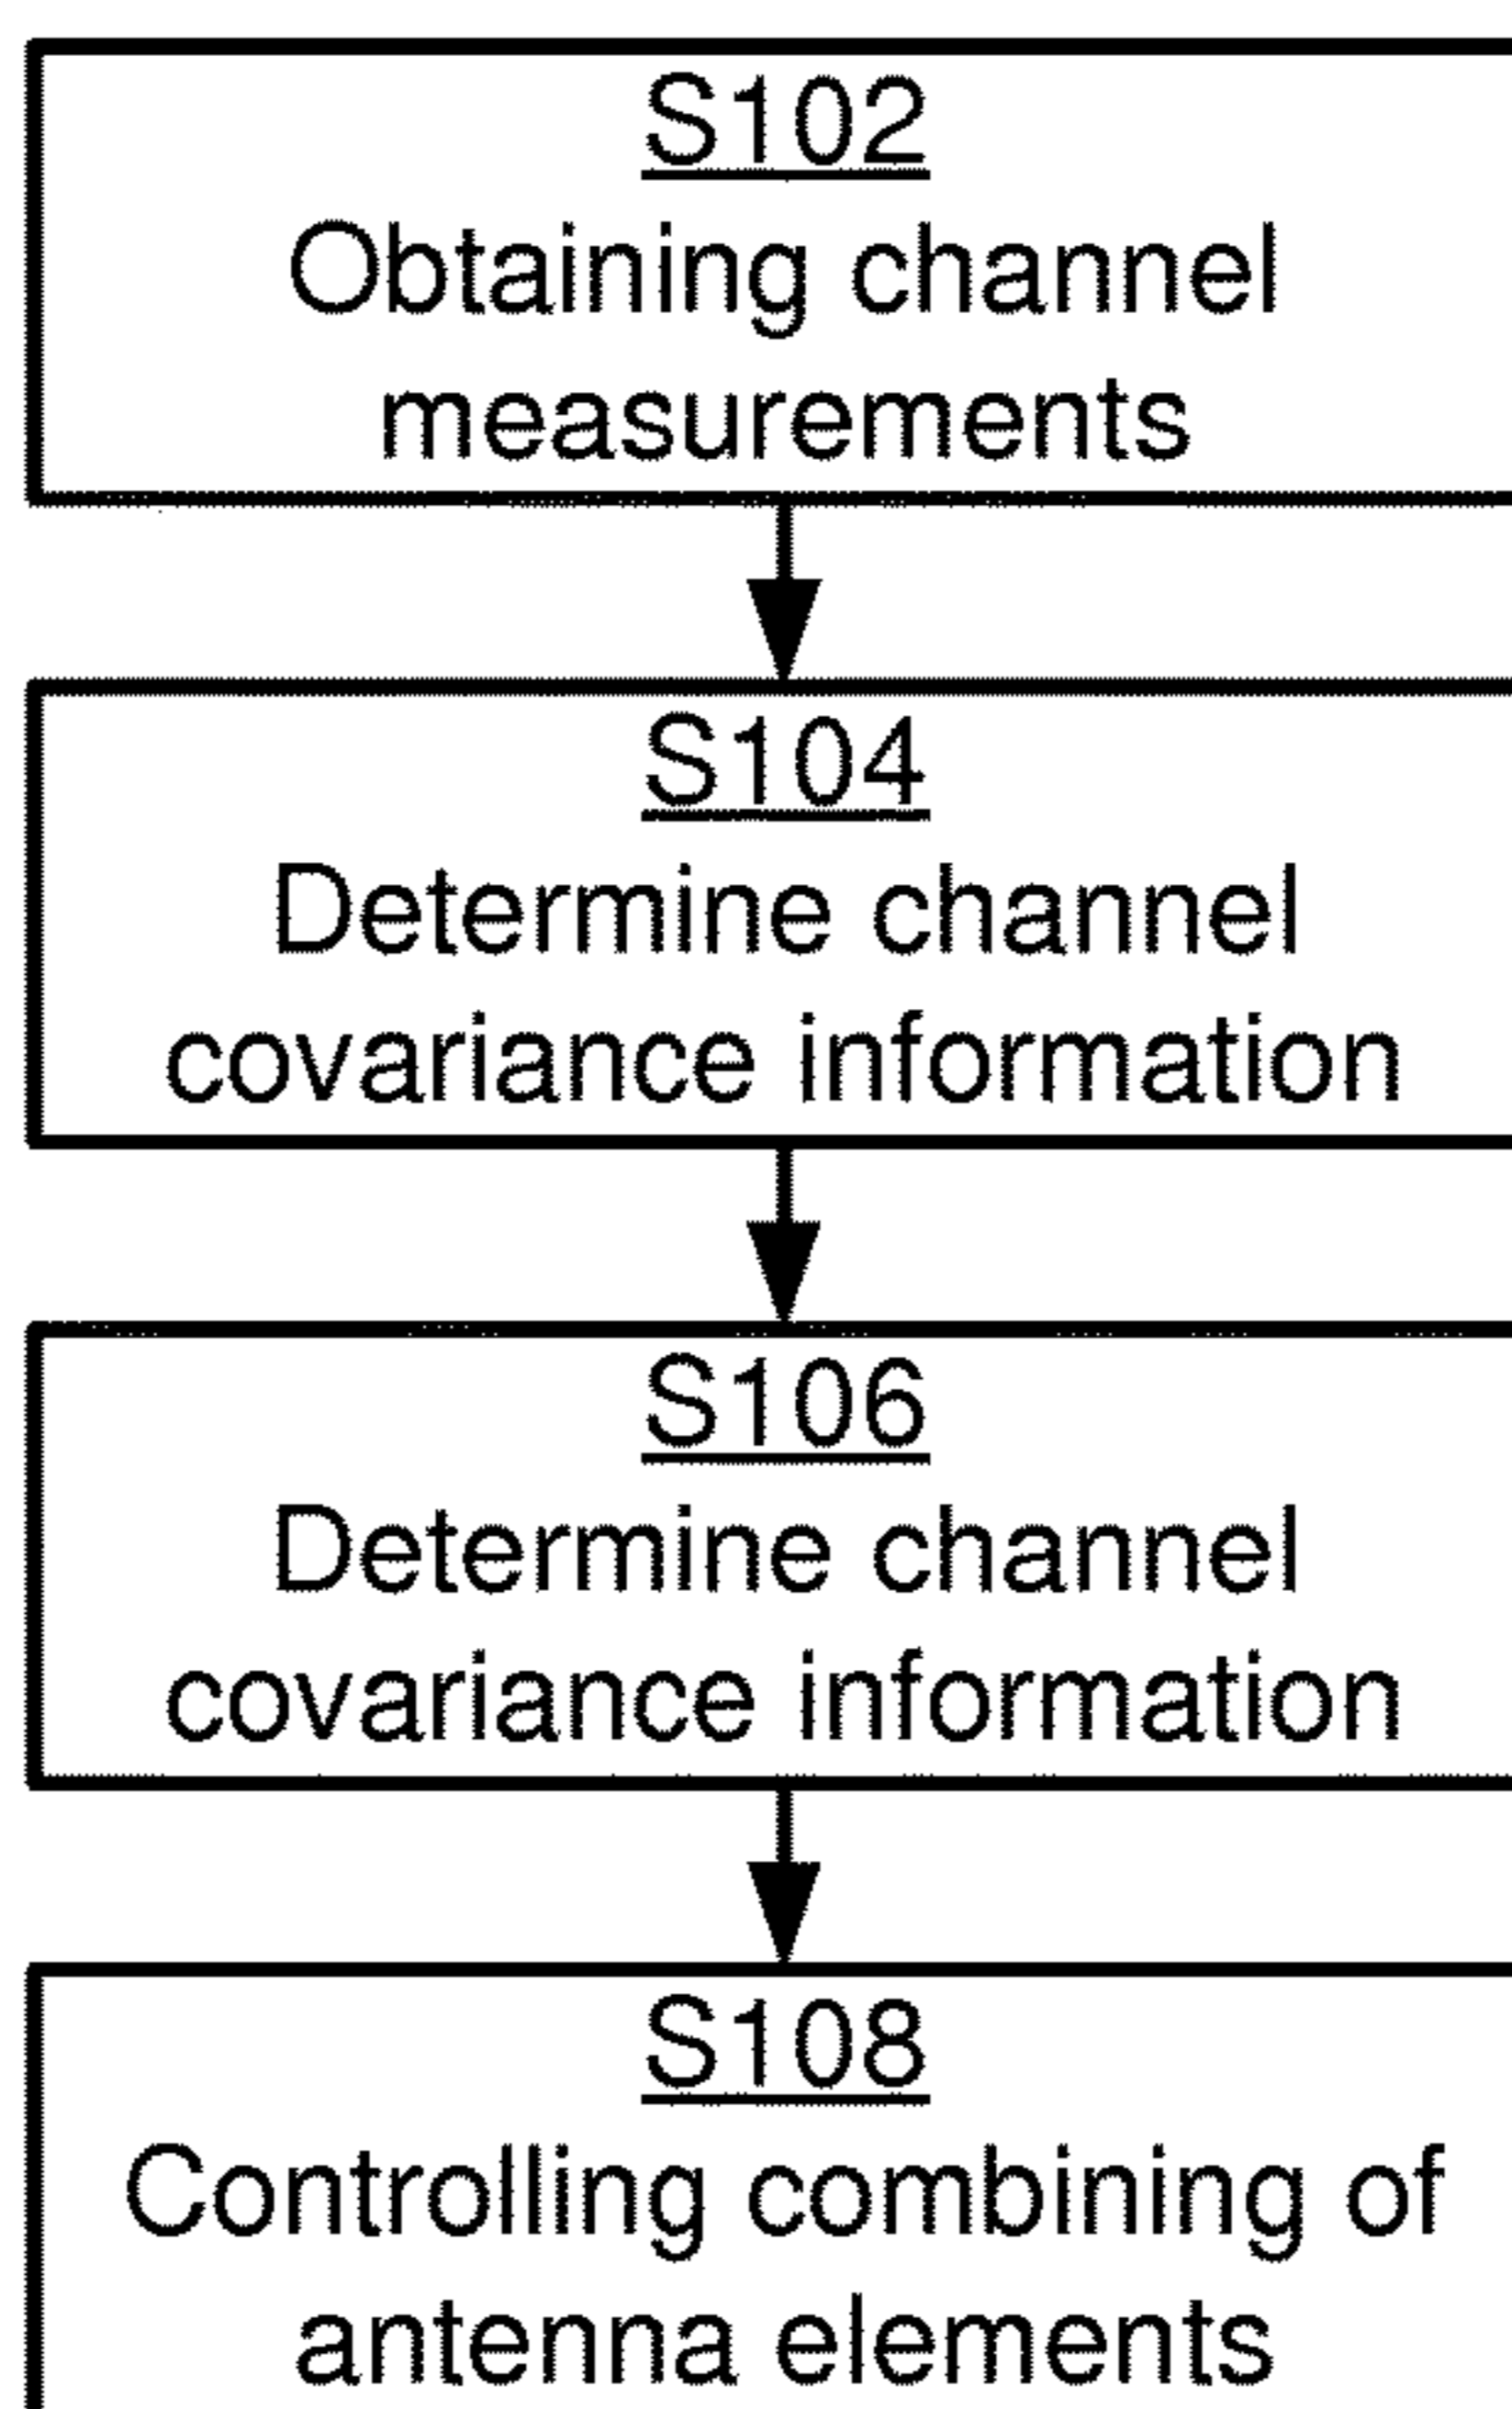 S102
Obtaining channel
measurements
S104
Determine channel
covariance information
S106
Determine channel
covariance information
S108
Controlling combining of
antenna elements